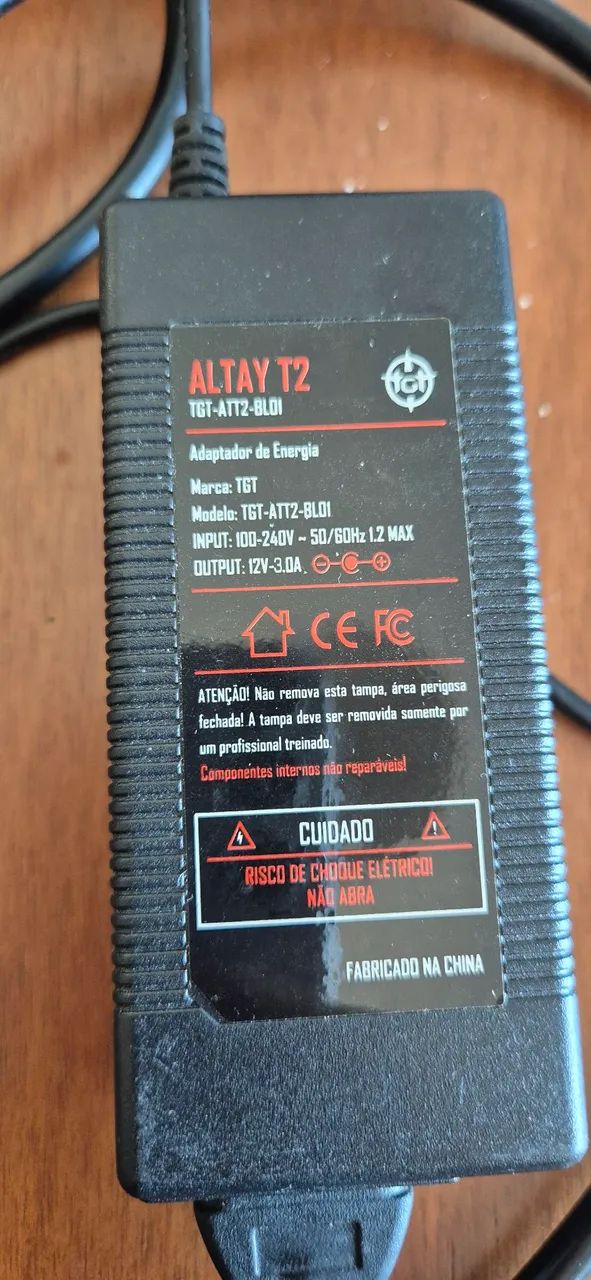 ALTAY T2
TGT-ATT2-BL01
TGT
Adaptador de Energia
Marca: TGT
Modelo: TGT-ATT2-BL01
INPUT: 100-240V ~ 50/60Hz 1.2 MAX
OUTPUT: 12V-3.0A
CE FC
ATENÇÃO! Não remova esta tampa, área perigosa
fechada! A tampa deve ser removida somente por
um profissional treinado.
Componentes internos não reparáveis!
CUIDADO
RISCO DE CHOQUE ELÉTRICO!
NÃO ABRA
FABRICADO NA CHINA